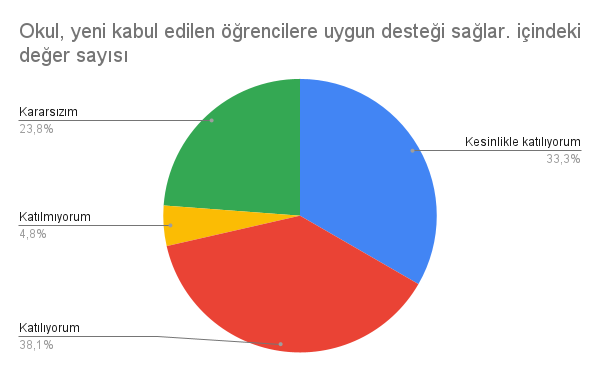 Okul, yeni kabul edilen öğrencilere uygun desteği sağlar. içindeki
değer sayısı
Kararsızım
23,8%
Kesinlikle katılıyorum
33,3%
Katılmıyorum
4,8%
Katılıyorum
38,1%